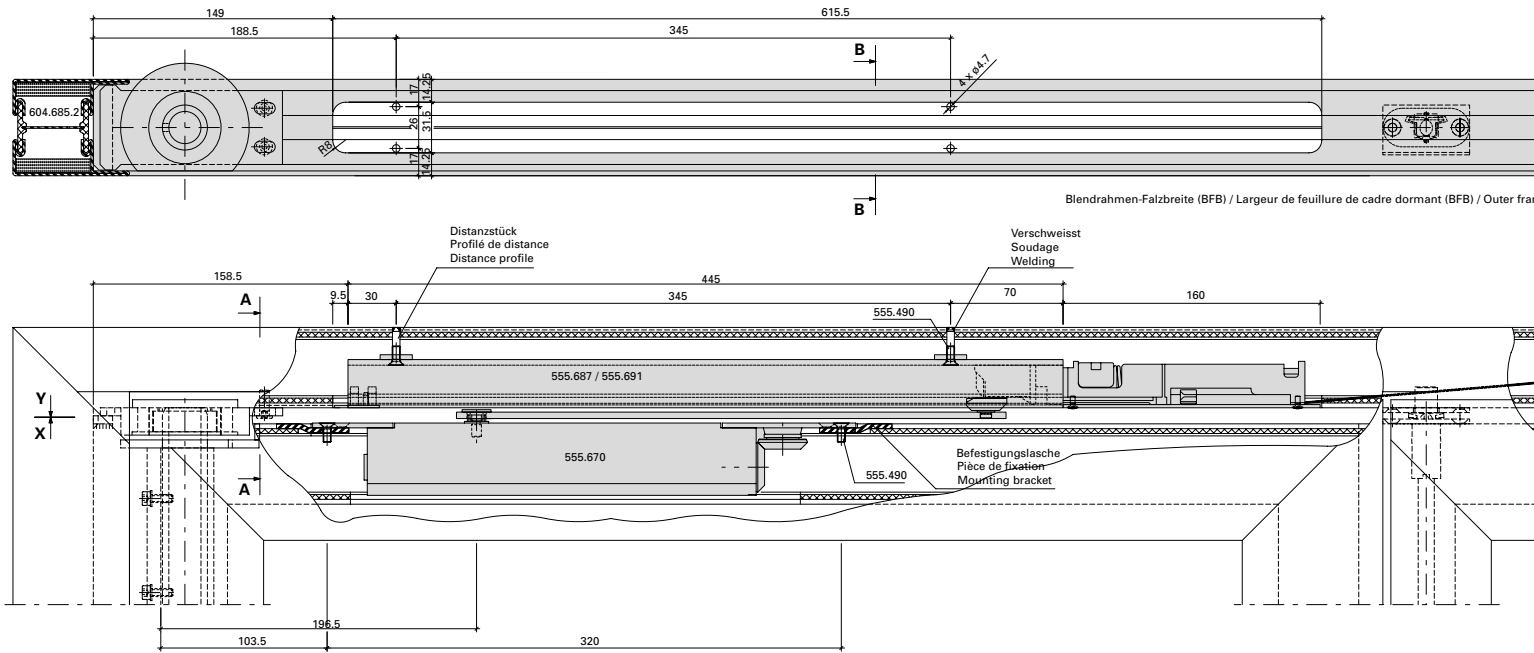 149
615.5
188.5
345
B
4 x ø4.7
604.685.2
17
14.25
26
31.5
R8
17
14.25
B
Blendrahmen-Falzbreite (BFB) / Largeur de feuillure de cadre dormant (BFB) / Outer
Distanzstück
Profilé de distance
Distance profile
Verschweisst
Soudage
Welding
158.5
445
A
9.5
30
345
70
160
555.490
555.687 / 555.691
Y
X
555.670
Befestigungslasche
Pièce de fixation
Mounting bracket
A
555.490
196.5
103.5
320